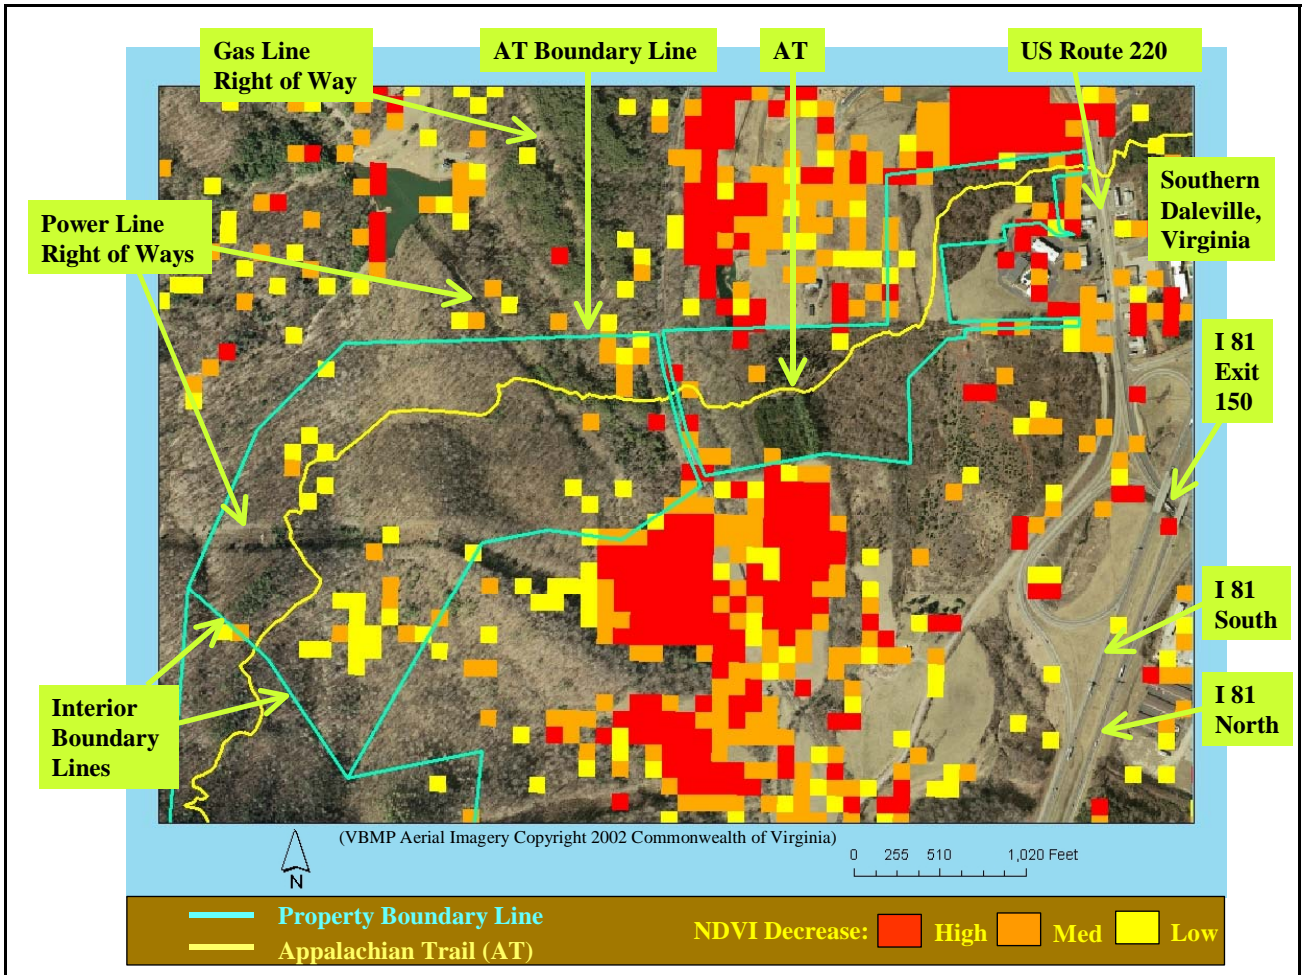 Gas Line
Right of Way
AT Boundary Line
AT
US Route 220
Southern
Daleville,
Virginia
Power Line
Right of Ways
I 81
Exit
150
I 81
South
Interior
Boundary
Lines
I 81
North
(VBMP Aerial Imagery Copyright 2002 Commonwealth of Virginia)
N
0 255 510 1,020 Feet
Property Boundary Line
Appalachian Trail (AT)
NDVI Decrease: High Med Low